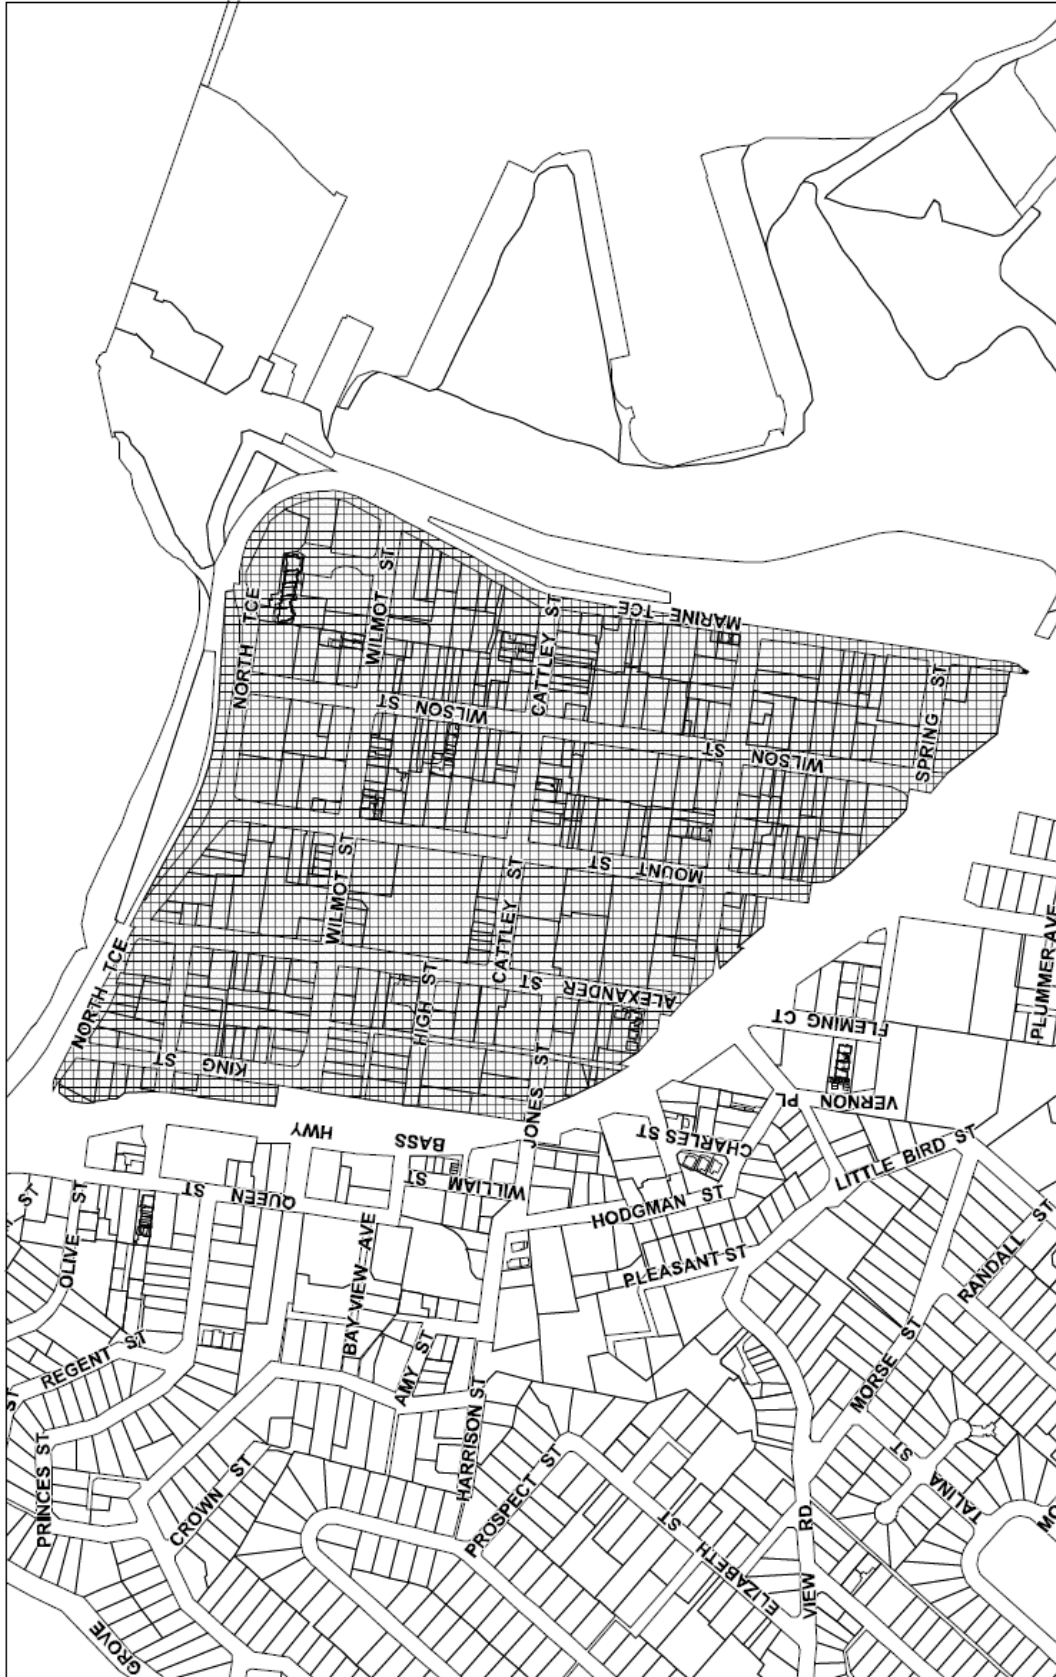 NORTH TCE
WILMOT ST
CATTLEY ST
MARINE TCE
WILSON ST
WILSON ST
SPRING ST
WILMOT ST
CATTLEY ST
MOUNT ST
NORTH TCE
HIGH ST
ALEXANDER ST
KING ST
JONES ST
FLEMING CT
PLUMMER AVE
VERNON PL
BASS HWY
CHARLES ST
WILLIAM ST
QUEEN ST
HODGMAN ST
LITTLE BIRD ST
OLIVE ST
ST
BAY VIEW AVE
PLEASANT ST
RANDALL ST
REGENT ST
AMY ST
MORSE ST
ST
HARRISON ST
PRINCES ST
CROWN ST
PROSPECT ST
TALINA ST
ELIZABETH ST
VIEW RD
GROVE